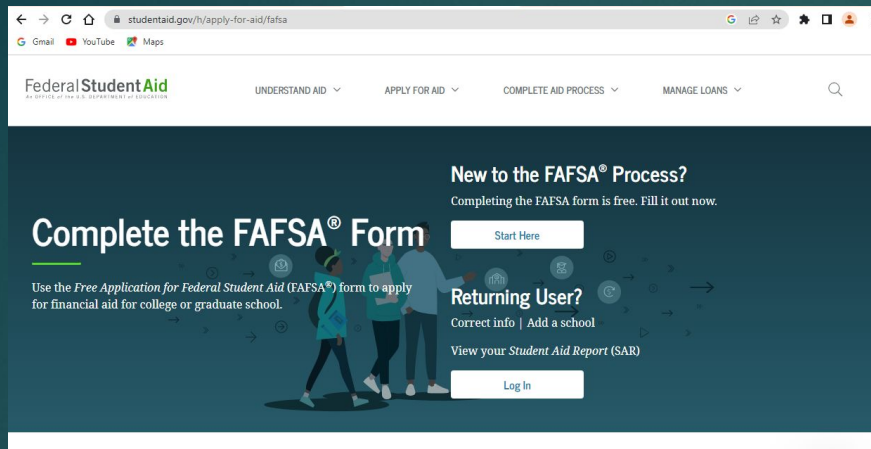 studentaid.gov/h/apply-for-aid/fafsa
Gmail YouTube Maps
Federal Student Aid
An OFFICE of the U.S. DEPARTMENT of EDUCATION
UNDERSTAND AID APPLY FOR AID COMPLETE AID PROCESS MANAGE LOANS
Complete the FAFSA® Form
Use the Free Application for Federal Student Aid (FAFSA®) form to apply
for financial aid for college or graduate school.
New to the FAFSA® Process?
Completing the FAFSA form is free. Fill it out now.
Start Here
Returning User?
Correct info | Add a school
View your Student Aid Report (SAR)
Log In